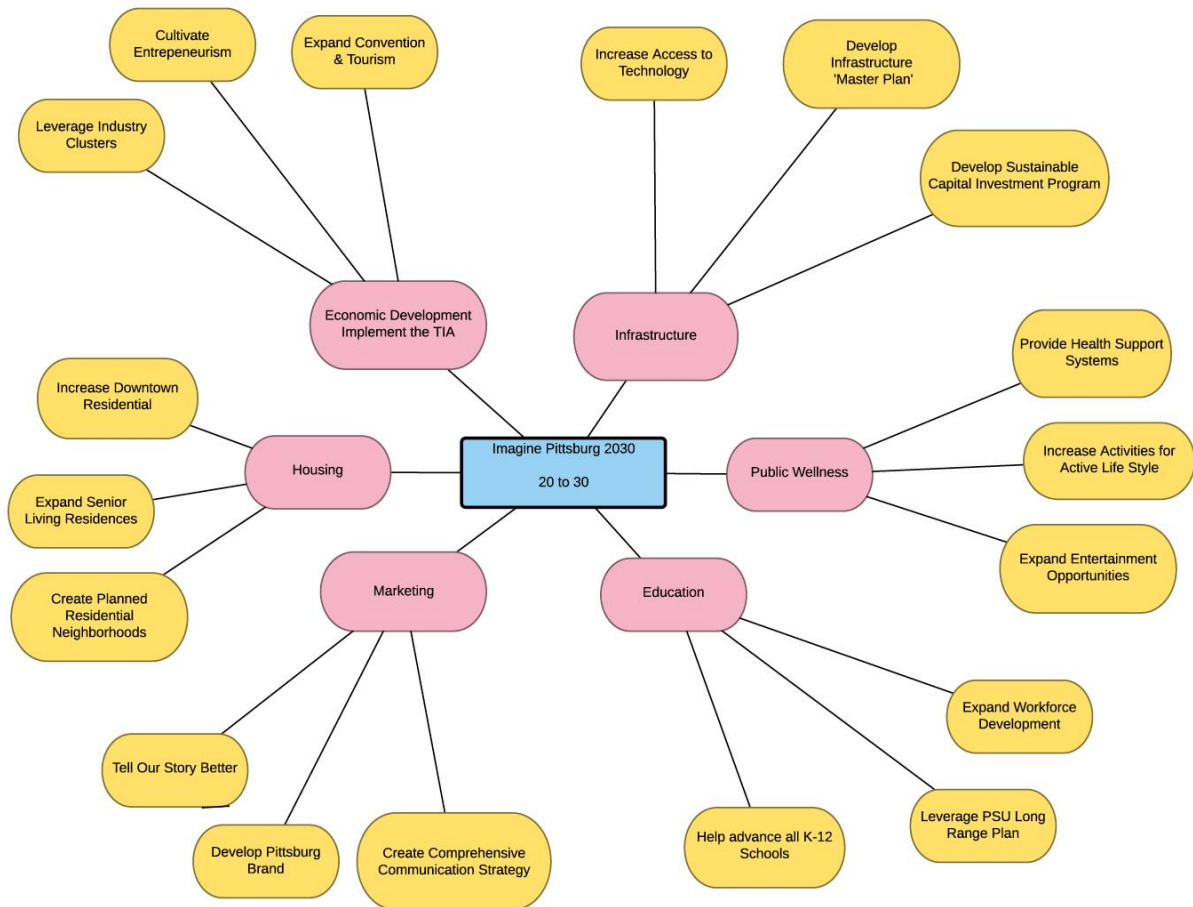 Cultivate
Entrepeneurism
Expand Convention
& Tourism
Leverage Industry
Clusters
Economic Development
Implement the TIA
Increase Access to
Technology
Develop
Infrastructure
'Master Plan'
Develop Sustainable
Capital Investment Program
Infrastructure
Increase Downtown
Residential
Housing
Expand Senior
Living Residences
Create Planned
Residential
Neighborhoods
Imagine Pittsburg 2030
20 to 30
Public Wellness
Provide Health Support
Systems
Increase Activities for
Active Life Style
Expand Entertainment
Opportunities
Marketing
Tell Our Story Better
Develop Pittsburg
Brand
Create Comprehensive
Communication Strategy
Education
Expand Workforce
Development
Leverage PSU Long
Range Plan
Help advance all K-12
Schools